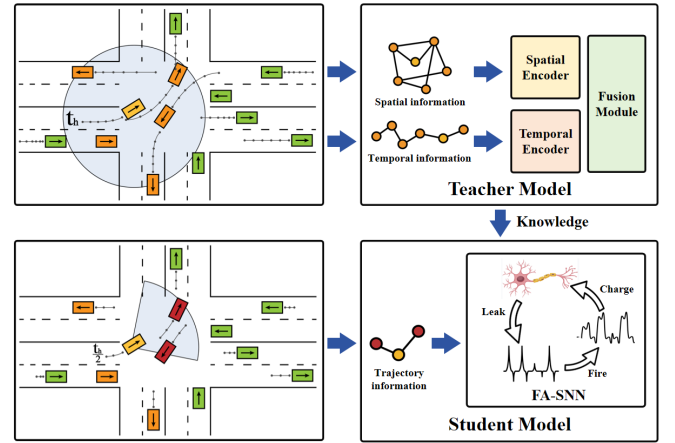 t_h
Spatial information
Temporal information
Spatial
Encoder
Temporal
Encoder
Fusion
Module
Teacher Model
Knowledge
t_h/2
Trajectory
information
Leak
Charge
Fire
FA-SNN
Student Model